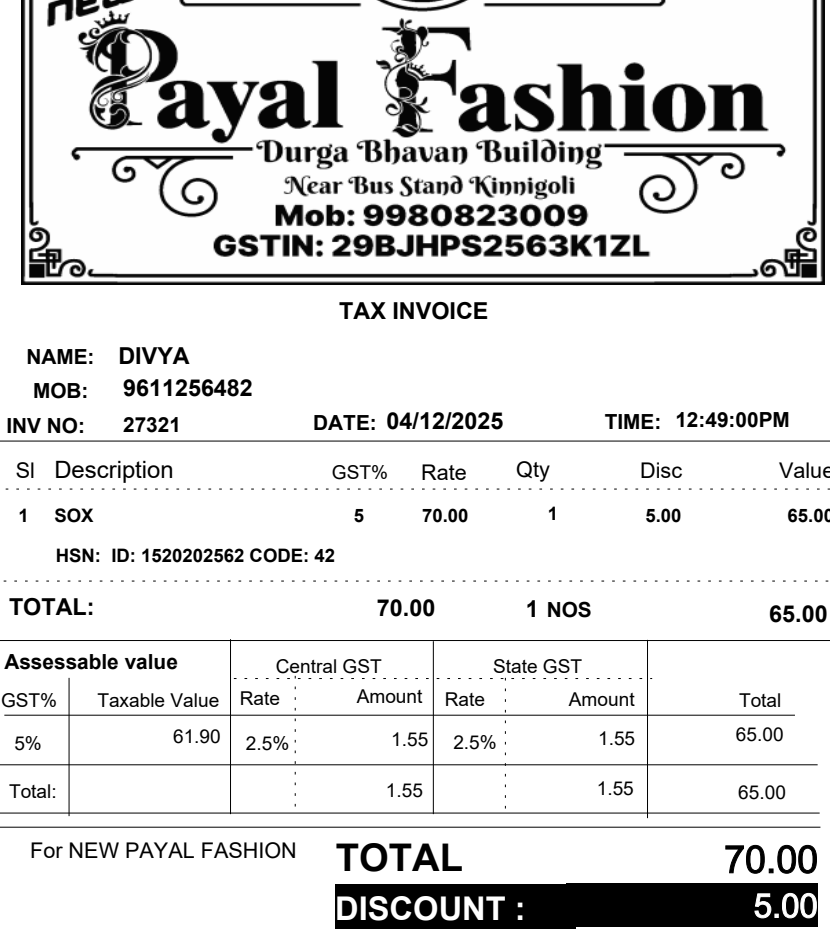 new
Payal Fashion
Durga Bhavan Building
Near Bus Stand Kinnigoli
Mob: 9980823009
GSTIN: 29BJHPS2563K1ZL
TAX INVOICE
NAME: DIVYA
MOB: 9611256482
INV NO: 27321 DATE: 04/12/2025 TIME: 12:49:00PM
Sl Description GST% Rate Qty Disc Value
1 SOX 5 70.00 1 5.00 65.00
HSN: ID: 1520202562 CODE: 42
TOTAL: 70.00 1 NOS 65.00
Assessable value Central GST State GST
GST% Taxable Value Rate Amount Rate Amount Total
5% 61.90 2.5% 1.55 2.5% 1.55 65.00
Total: 1.55 1.55 65.00
For NEW PAYAL FASHION TOTAL 70.00
DISCOUNT : 5.00